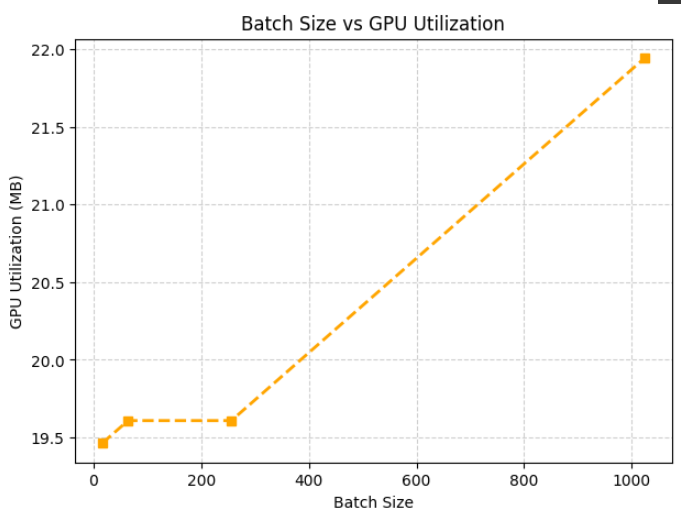 Batch Size vs GPU Utilization
22.0
21.5
21.0
20.5
20.0
19.5
GPU Utilization (MB)
0 200 400 600 800 1000
Batch Size